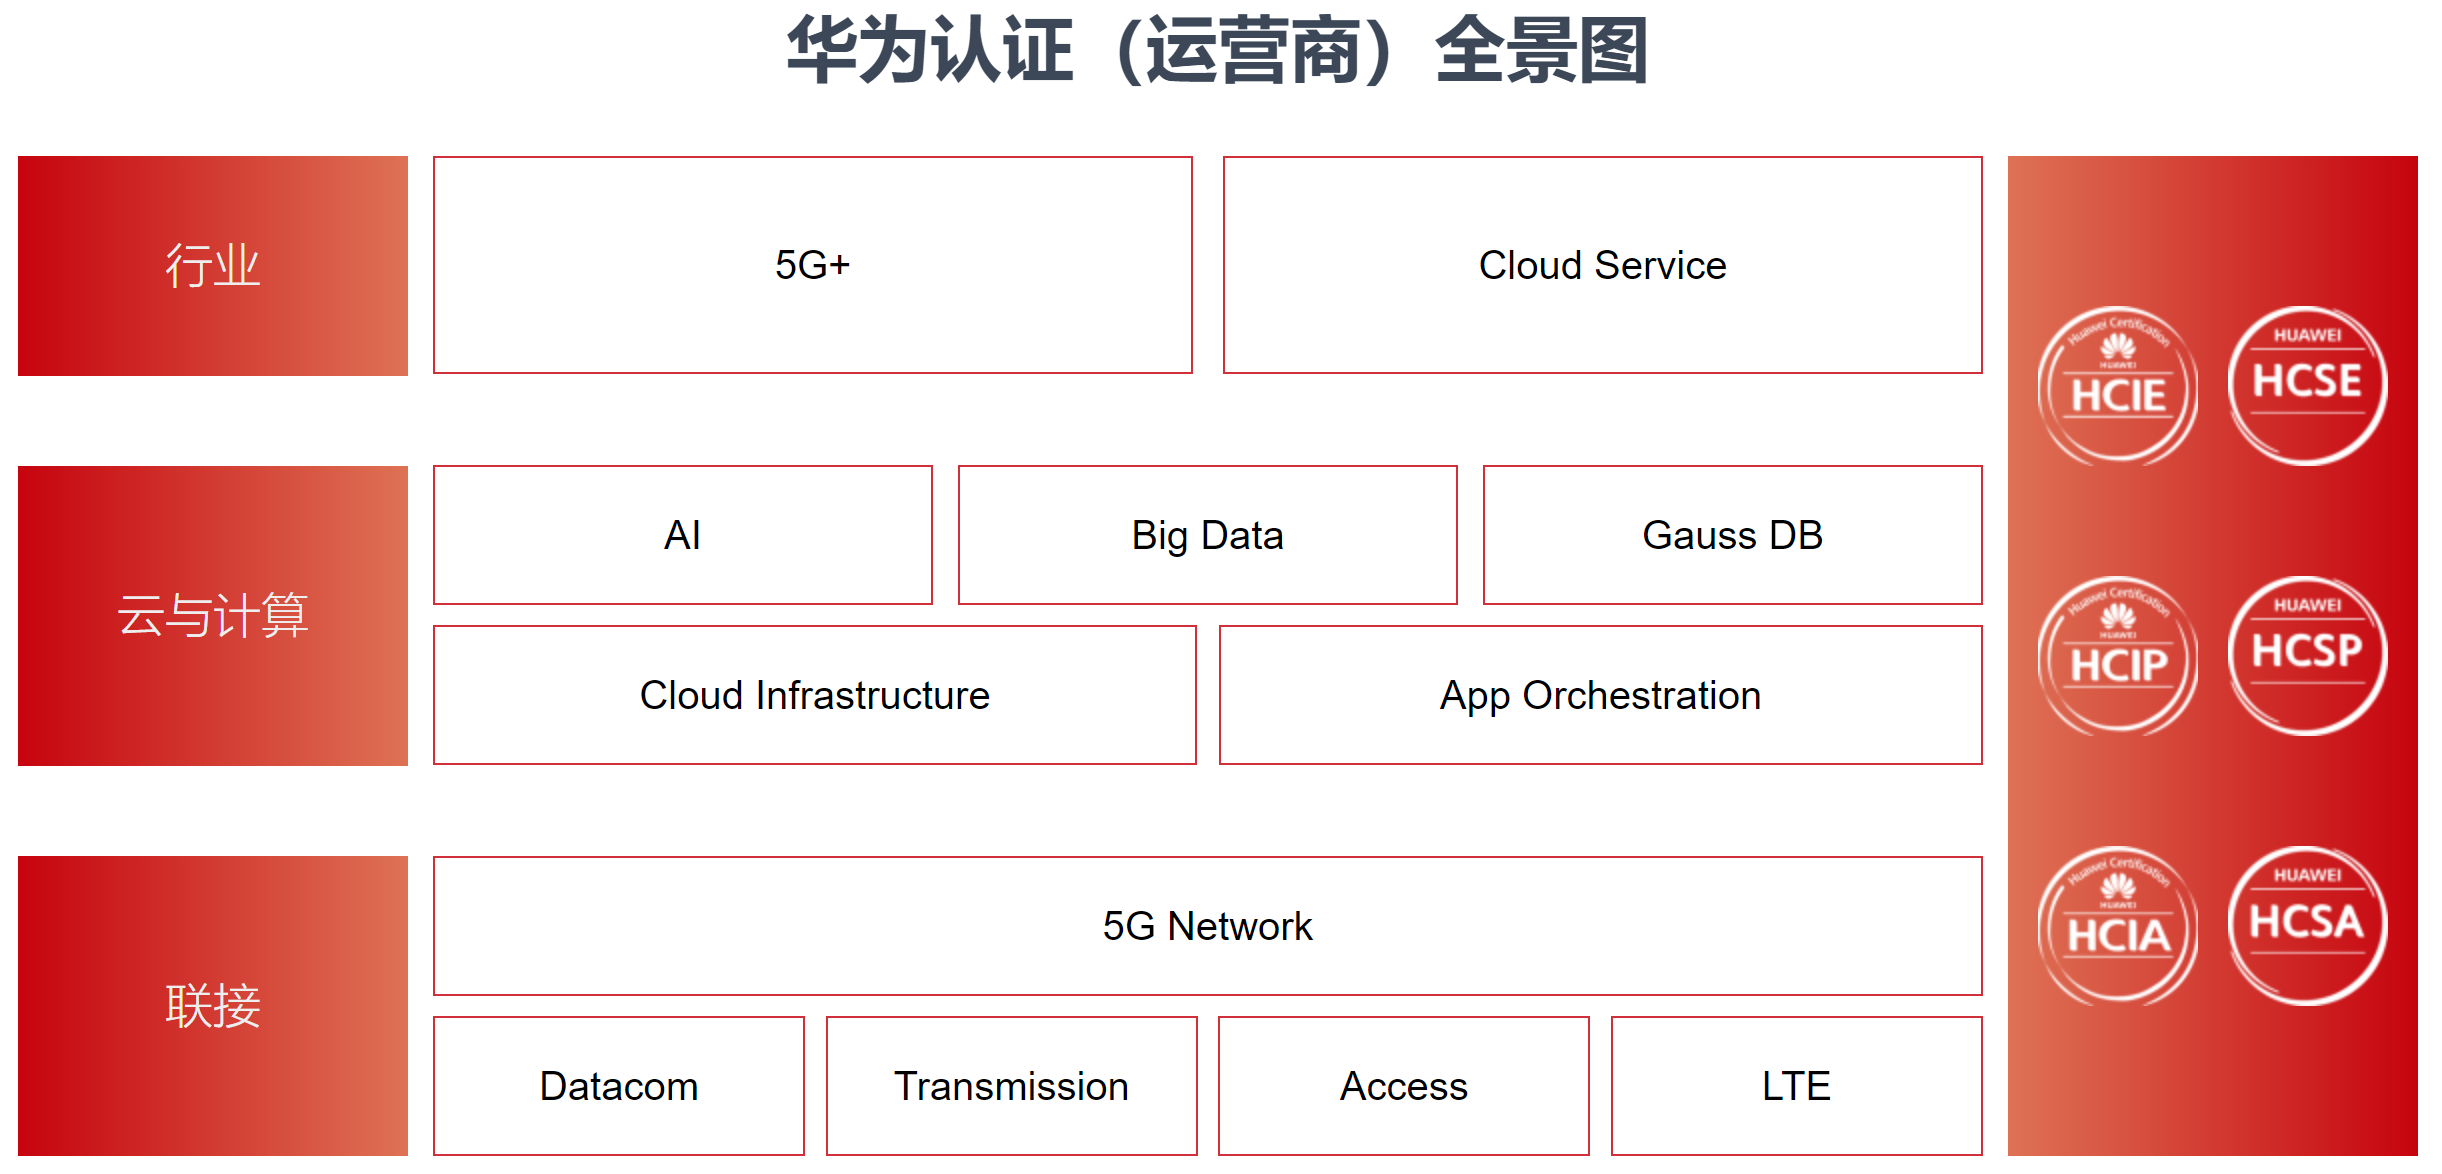 华为认证（运营商）全景图
行业
5G+
Cloud Service
云与计算
AI
Big Data
Gauss DB
Cloud Infrastructure
App Orchestration
联接
5G Network
Datacom
Transmission
Access
LTE
Huawei Certification
HUAWEI
HCIE
HUAWEI
HCSE
Huawei Certification
HUAWEI
HCIP
HUAWEI
HCSP
Huawei Certification
HUAWEI
HCIA
HUAWEI
HCSA